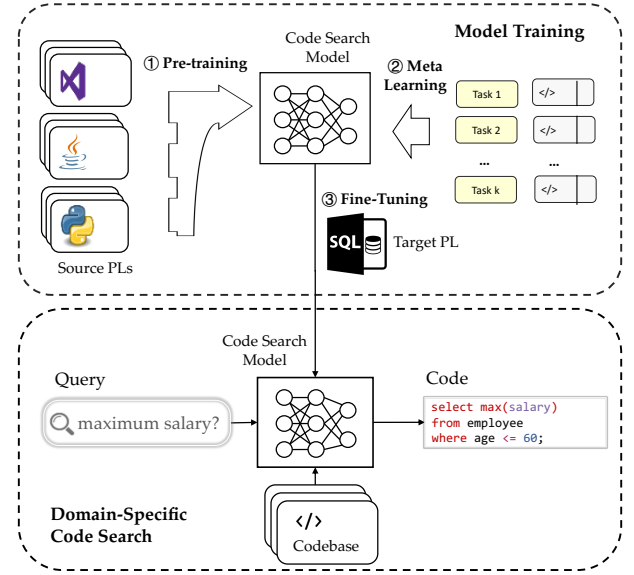 Model Training
Code Search
Model
① Pre-training
② Meta
Learning
Task 1
</>
Task 2
</>
...
...
Task k
</>
Source PLs
③ Fine-Tuning
SQL
Target PL
Code Search
Model
Query
maximum salary?
Code
select max(salary)
from employee
where age <= 60;
</>
Codebase
Domain-Specific
Code Search